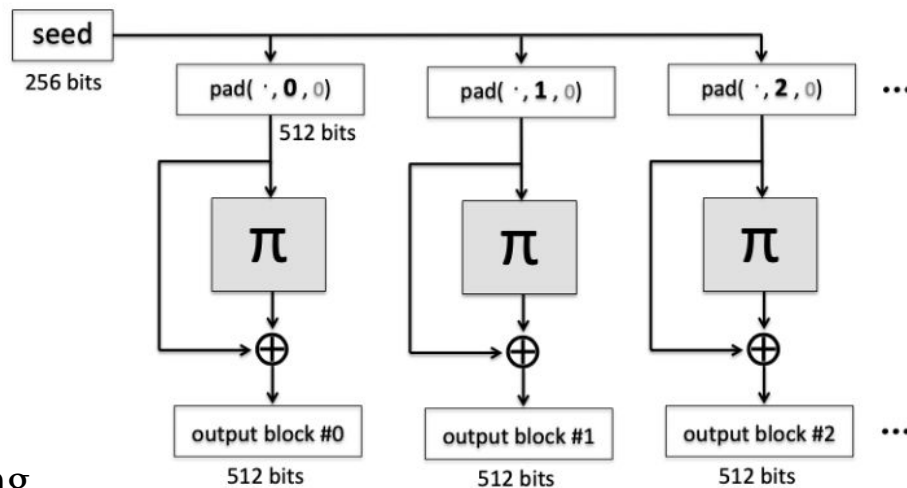 seed
256 bits
pad( ·, 0 , 0) pad( ·, 1 , 0) pad( ·, 2 , 0) ...
512 bits
π π π
⊕ ⊕ ⊕
output block #0 output block #1 output block #2 ...
512 bits 512 bits 512 bits